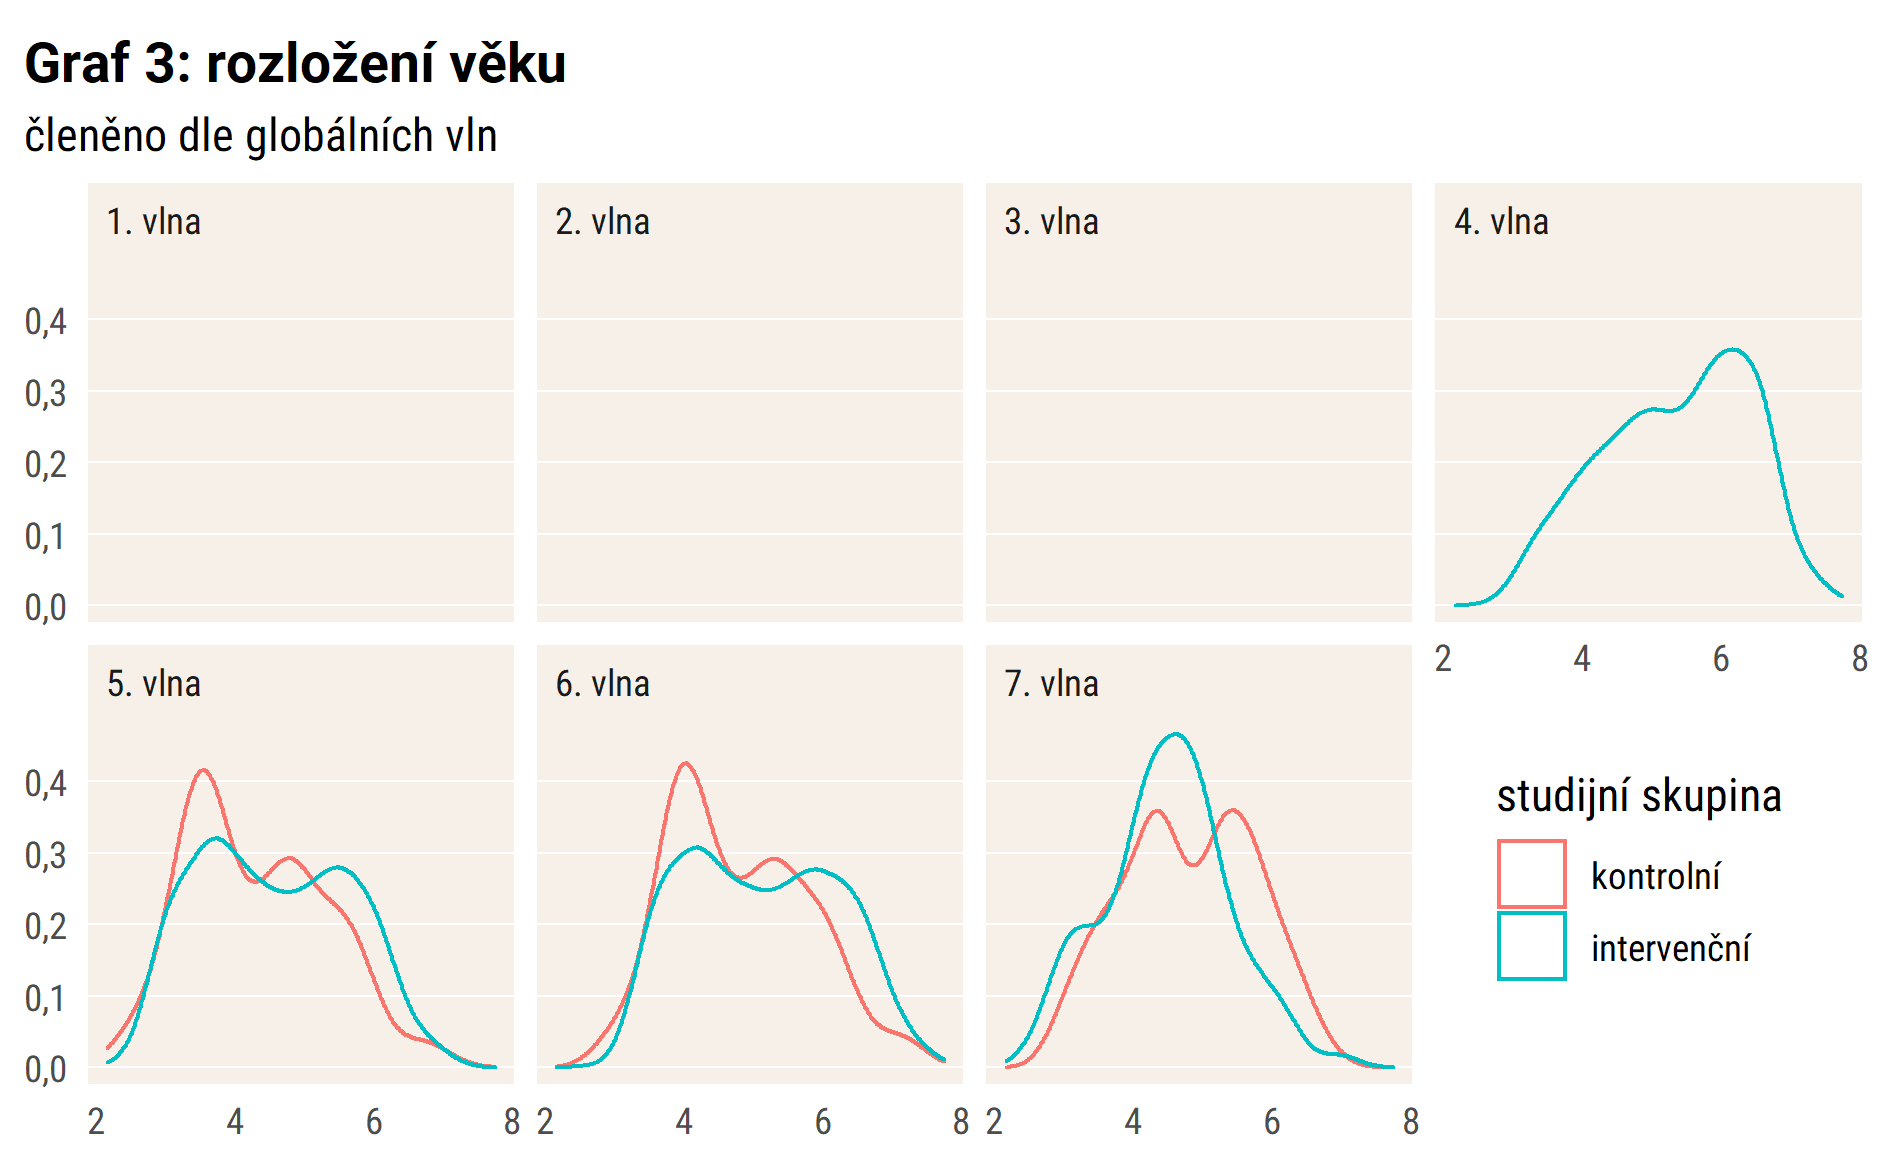 Graf 3: rozložení věku
členěno dle globálních vln
1. vlna
2. vlna
3. vlna
4. vlna
0,4
0,3
0,2
0,1
0,0
2 4 6 8
5. vlna
6. vlna
7. vlna
0,4
0,3
0,2
0,1
0,0
2 4 6 8
2 4 6 8
2 4 6 8
studijní skupina
kontrolní
intervenční